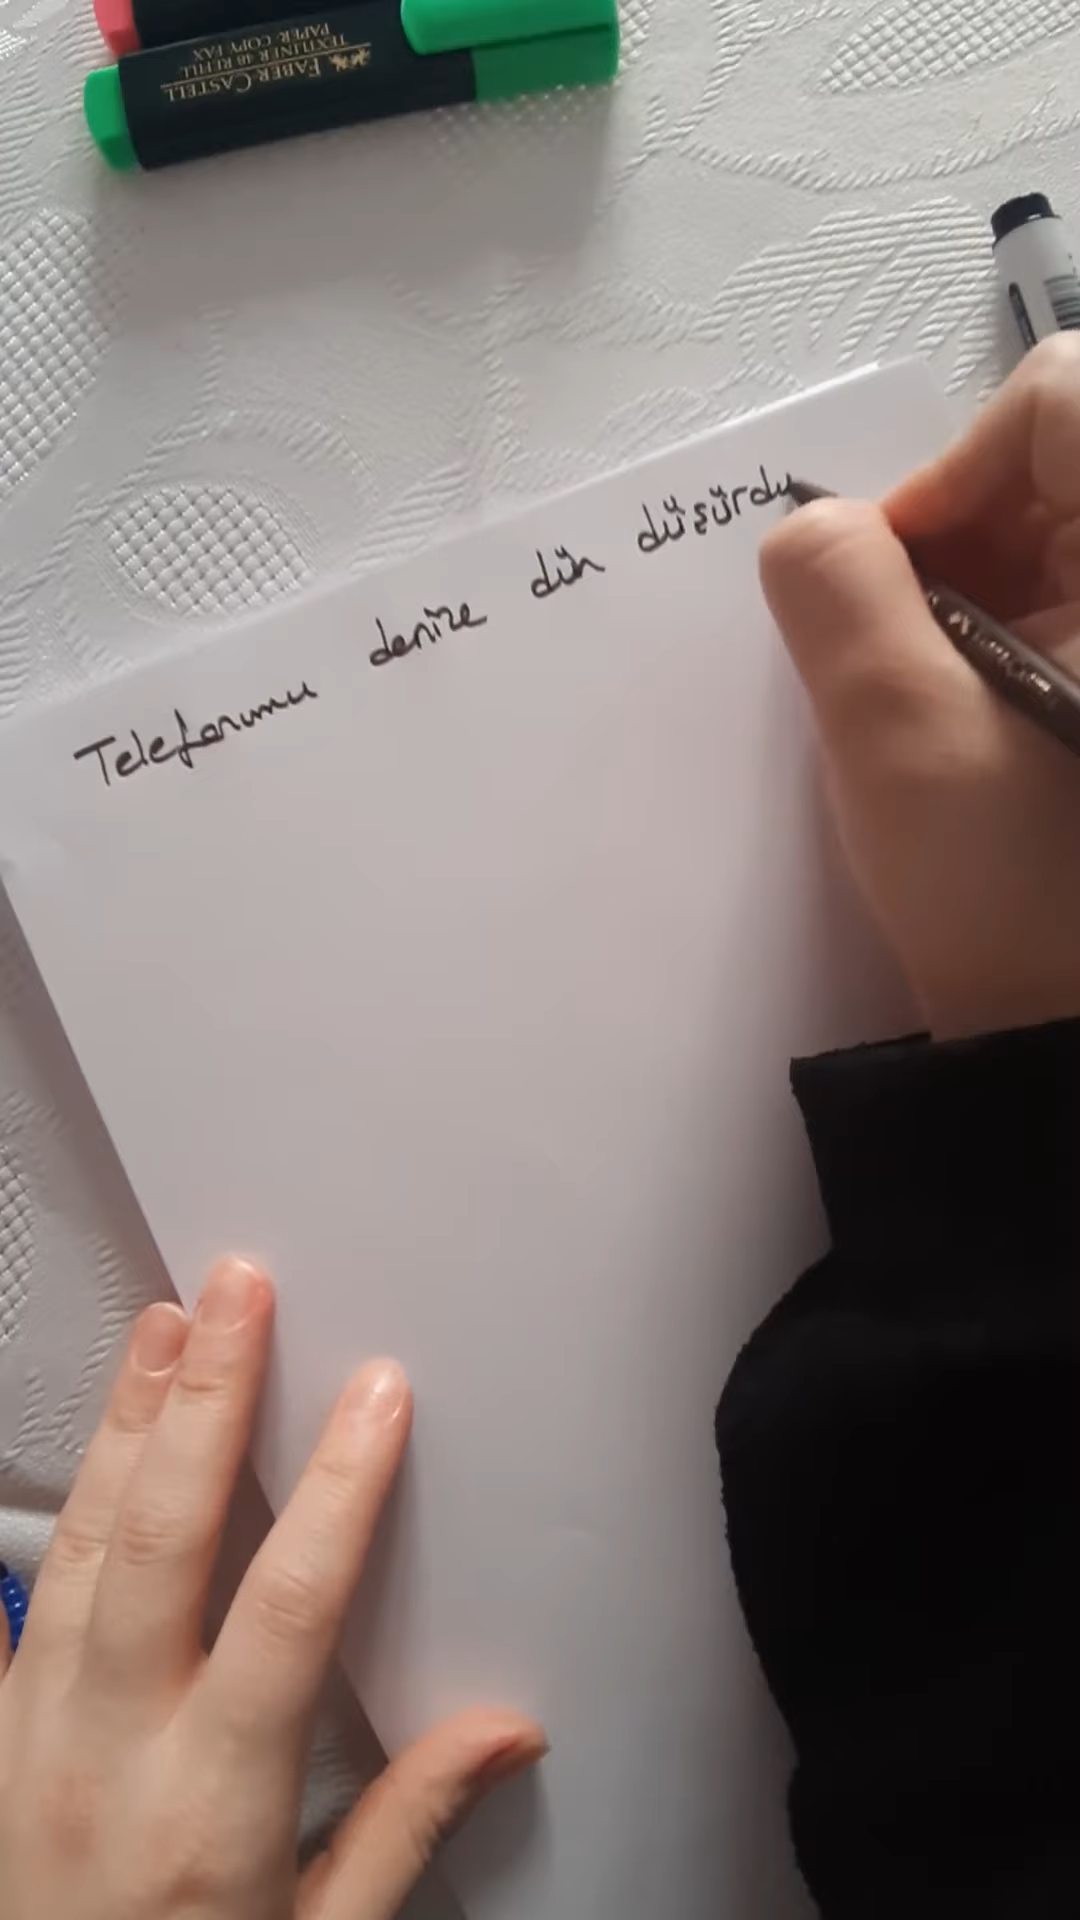 FABER-CASTELL
TEXTLINER 48 REFILL
PAPER COPY FAX
Telefonumu denize dün düşürdu